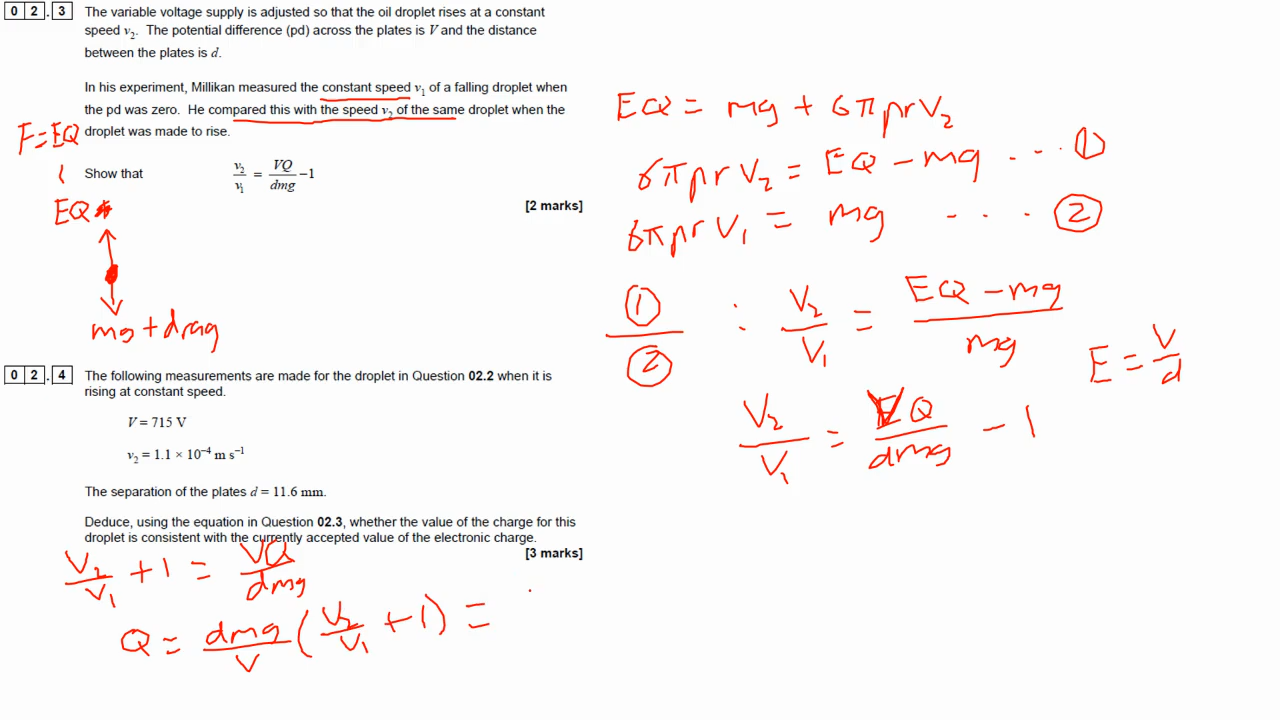 0 2 . 3 The variable voltage supply is adjusted so that the oil droplet rises at a constant
speed v₂. The potential difference (pd) across the plates is V and the distance
between the plates is d.
In his experiment, Millikan measured the constant speed v₁ of a falling droplet when
the pd was zero. He compared this with the speed v₂ of the same droplet when the
droplet was made to rise.
Show that v₂/v₁ = VQ/dmg − 1
[2 marks]
F = EQ
EQ
mg + drag
0 2 . 4 The following measurements are made for the droplet in Question 02.2 when it is
rising at constant speed.
V = 715 V
v₂ = 1.1 × 10⁻⁴ m s⁻¹
The separation of the plates d = 11.6 mm.
Deduce, using the equation in Question 02.3, whether the value of the charge for this
droplet is consistent with the currently accepted value of the electronic charge.
[3 marks]
V₂/V₁ + 1 = VQ/dmg
Q = dmg/V (V₂/V₁ + 1) =
EQ = mg + 6πηrV₂
6πηrV₂ = EQ − mg ... ①
6πηrV₁ = mg ... ②
①/② : V₂/V₁ = EQ − mg/mg
E = V/d
V₂/V₁ = VQ/dmg − 1